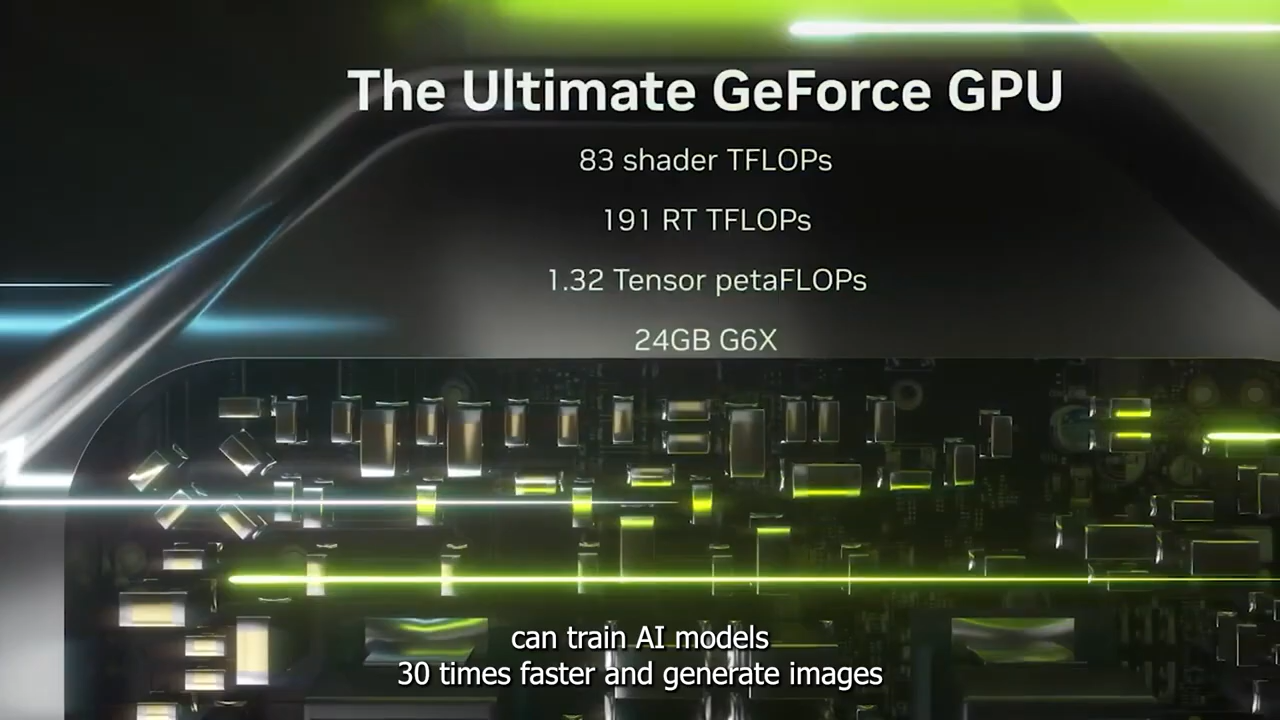 The Ultimate GeForce GPU
83 shader TFLOPs
191 RT TFLOPs
1.32 Tensor petaFLOPs
24GB G6X
can train AI models
30 times faster and generate images